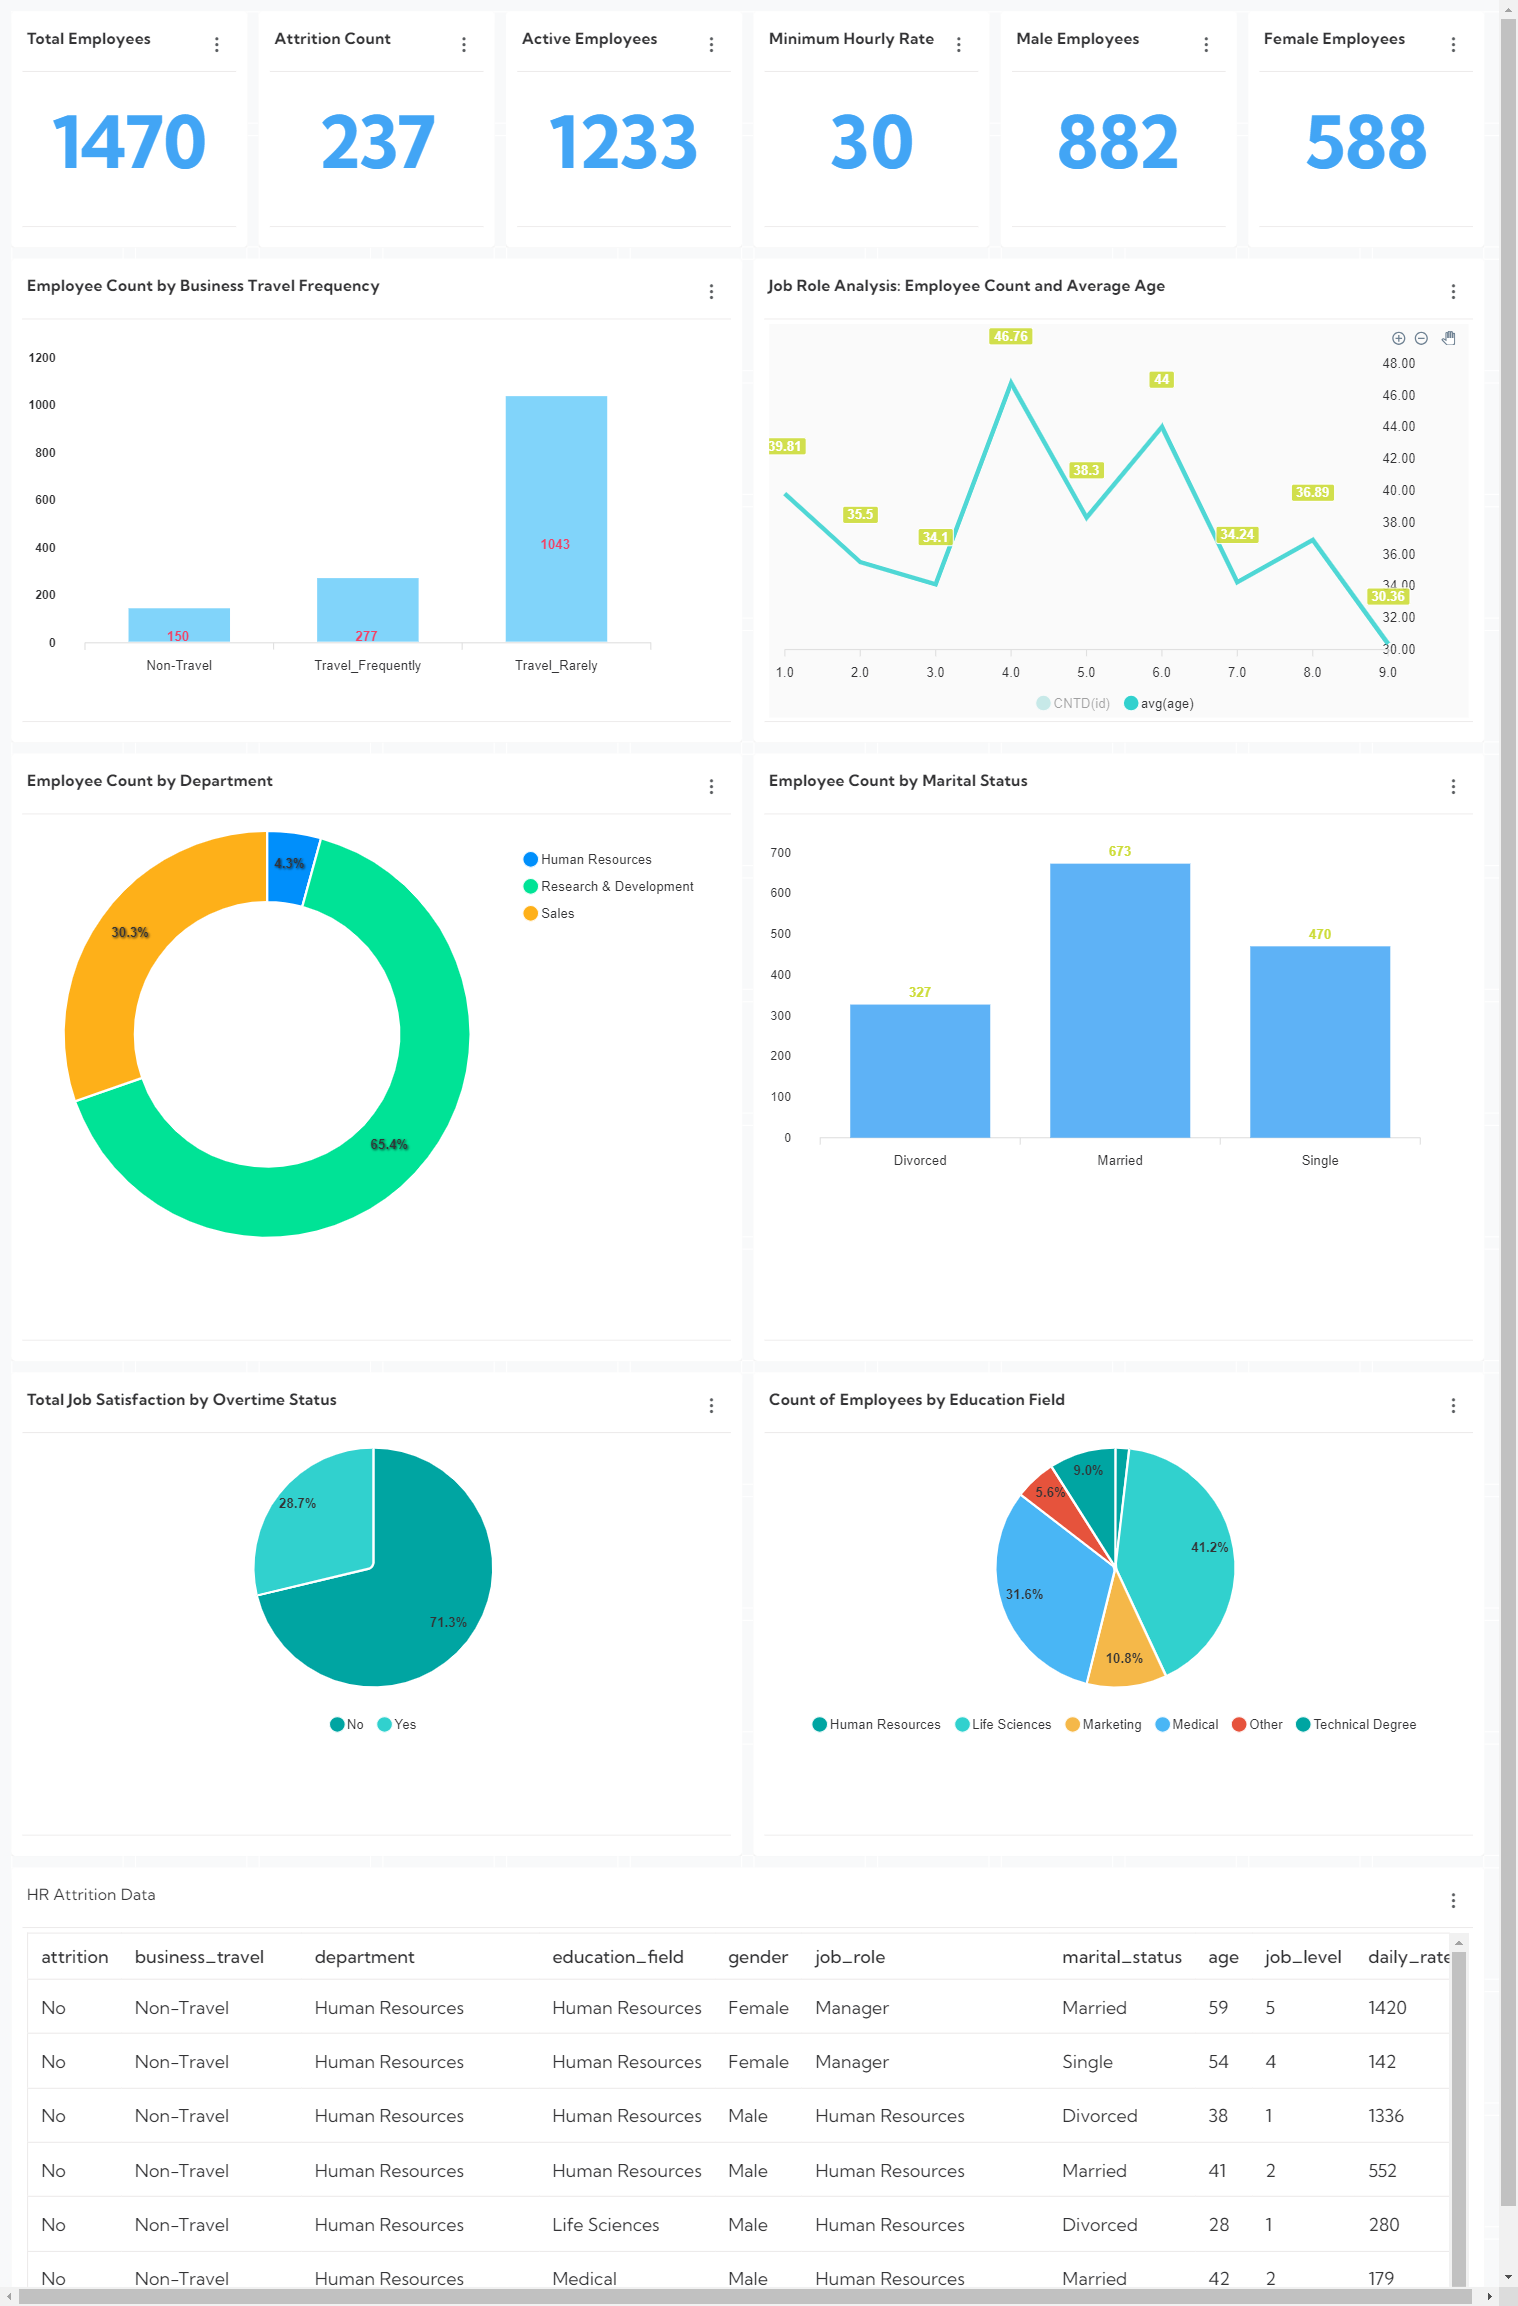 Total Employees
1470
Attrition Count
237
Active Employees
1233
Minimum Hourly Rate
30
Male Employees
882
Female Employees
588
Employee Count by Business Travel Frequency
1200
1000
800
600
400
200
0
150
277
1043
Non-Travel
Travel_Frequently
Travel_Rarely
Job Role Analysis: Employee Count and Average Age
48.00
46.00
44.00
42.00
40.00
38.00
36.00
34.00
32.00
30.00
39.81
35.5
34.1
46.76
38.3
44
34.24
36.89
30.36
1.0 2.0 3.0 4.0 5.0 6.0 7.0 8.0 9.0
CNTD(id) avg(age)
Employee Count by Department
4.3%
30.3%
65.4%
Human Resources
Research & Development
Sales
Employee Count by Marital Status
700
600
500
400
300
200
100
0
327
673
470
Divorced
Married
Single
Total Job Satisfaction by Overtime Status
28.7%
71.3%
No Yes
Count of Employees by Education Field
9.0%
5.6%
41.2%
31.6%
10.8%
Human Resources Life Sciences Marketing Medical Other Technical Degree
HR Attrition Data
attrition business_travel department education_field gender job_role marital_status age job_level daily_rate
No Non-Travel Human Resources Human Resources Female Manager Married 59 5 1420
No Non-Travel Human Resources Human Resources Female Manager Single 54 4 142
No Non-Travel Human Resources Human Resources Male Human Resources Divorced 38 1 1336
No Non-Travel Human Resources Human Resources Male Human Resources Married 41 2 552
No Non-Travel Human Resources Life Sciences Male Human Resources Divorced 28 1 280
No Non-Travel Human Resources Medical Male Human Resources Married 42 2 179